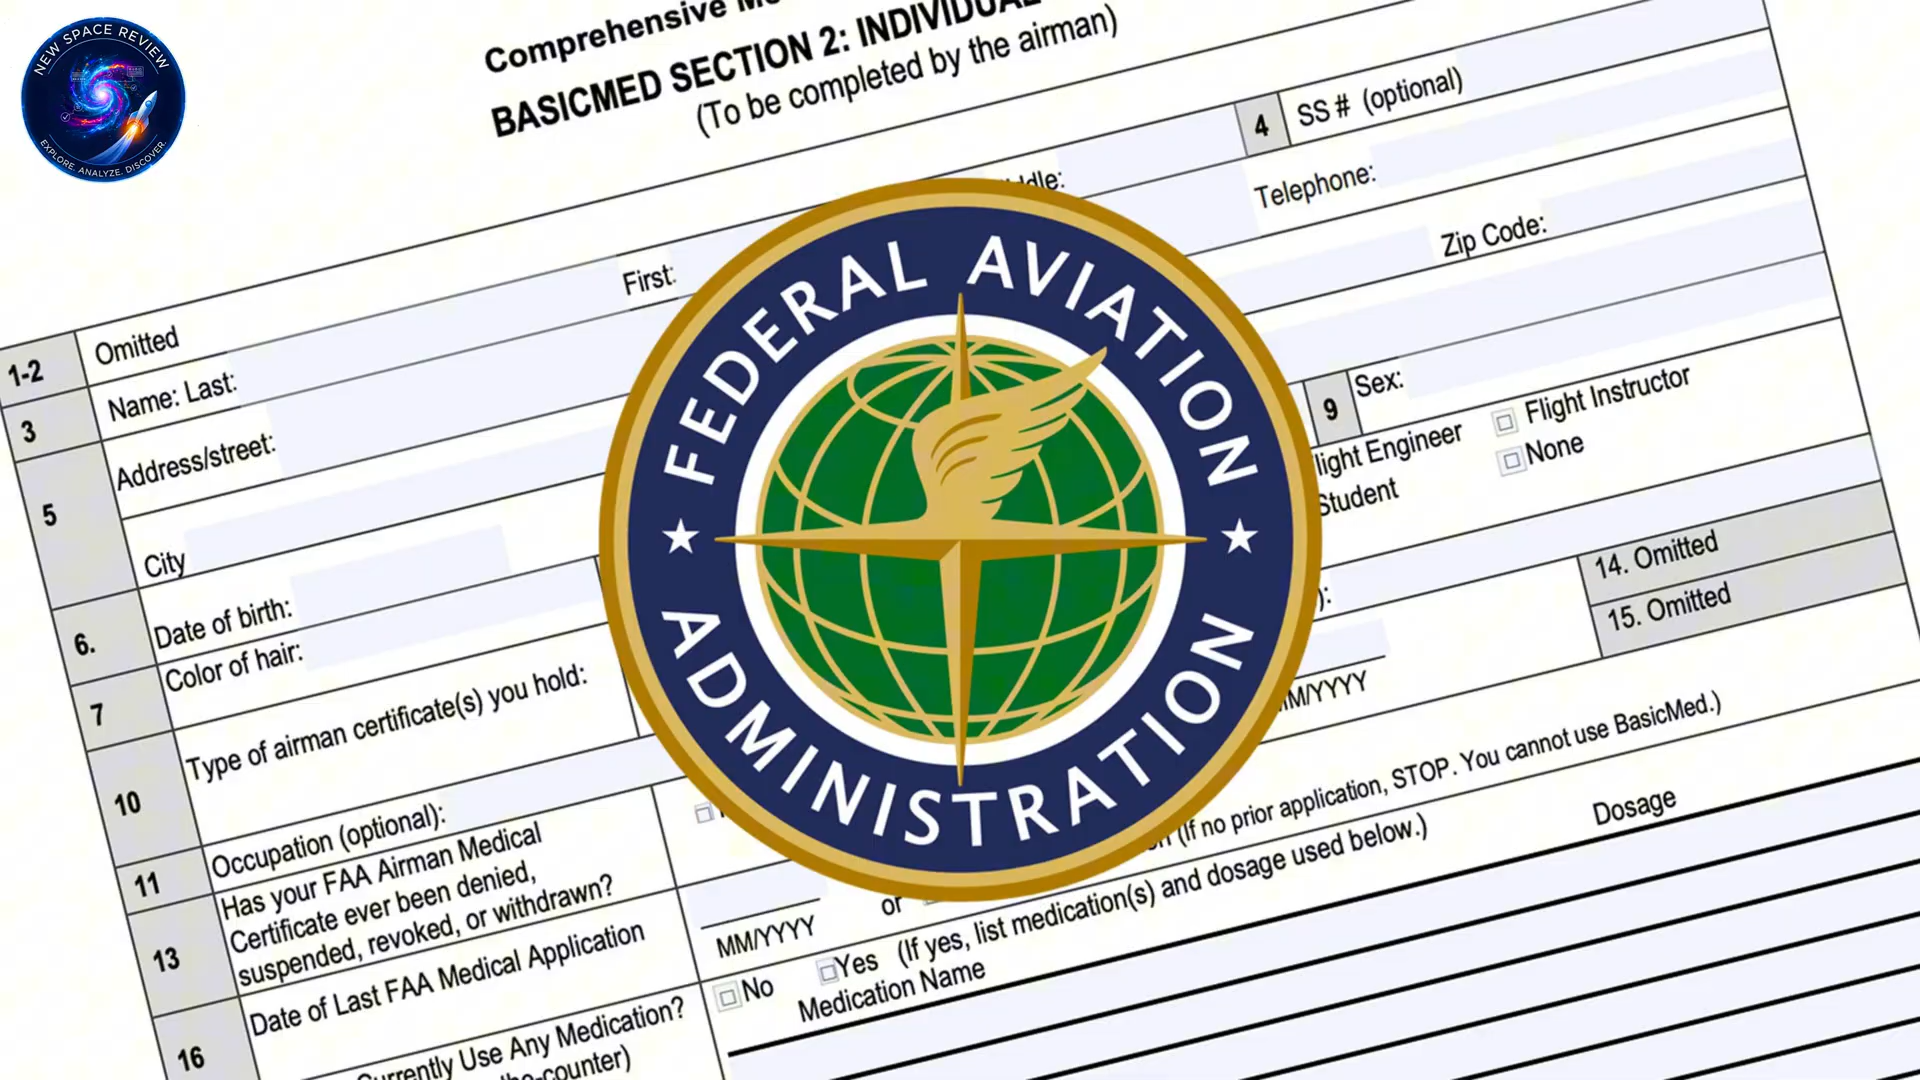 NEW SPACE REVIEW
EXPLORE. ANALYZE. DISCOVER.
Comprehensive
BASICMED SECTION 2: INDIVIDUAL
(To be completed by the airman)
1-2 Omitted
3 Name: Last: First:
4 SS # (optional)
5 Address/street: Telephone:
City Zip Code:
6. Date of birth:
7 Color of hair: 9 Sex:
10 Type of airman certificate(s) you hold:
Engineer Flight Instructor
Student None
11 Occupation (optional):
13 Has your FAA Airman Medical
Certificate ever been denied,
suspended, revoked, or withdrawn?
14. Omitted
15. Omitted
16 Date of Last FAA Medical Application
MM/YYYY
or
(If no prior application, STOP. You cannot use BasicMed.)
Use Any Medication?
No Yes (If yes, list medication(s) and dosage used below.)
Medication Name Dosage
FEDERAL AVIATION
ADMINISTRATION